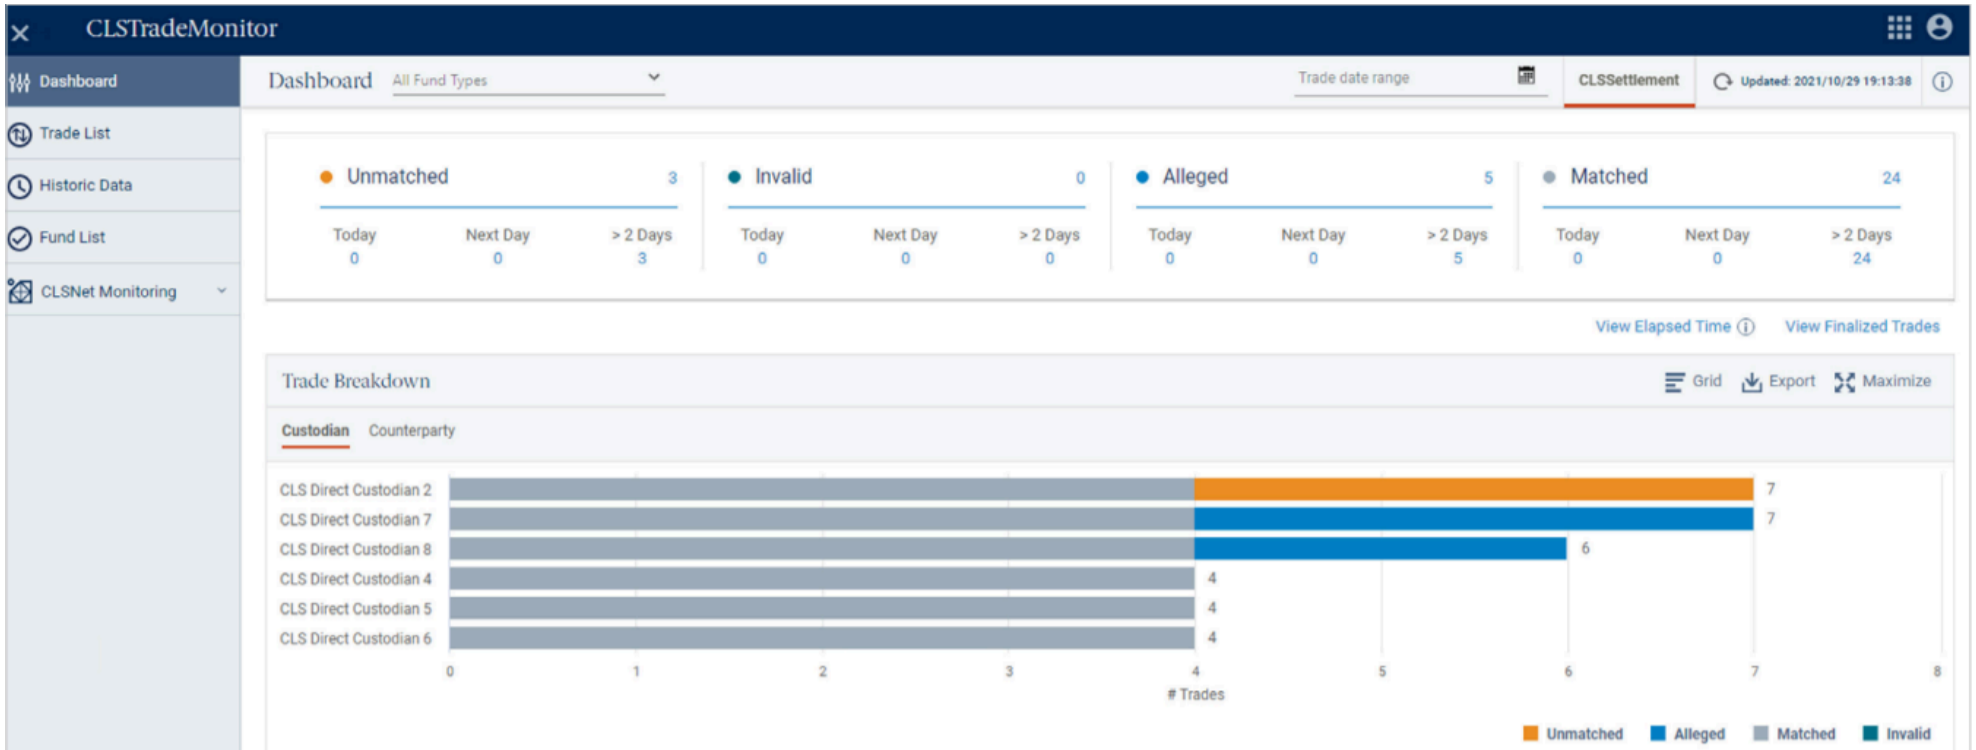 CLSTradeMonitor
Dashboard
Trade List
Historic Data
Fund List
CLSNet Monitoring
Dashboard All Fund Types Trade date range CLSSettlement Updated: 2021/10/29 19:13:38
Unmatched 3 Invalid 0 Alleged 5 Matched 24
Today Next Day > 2 Days Today Next Day > 2 Days Today Next Day > 2 Days Today Next Day > 2 Days
0 0 3 0 0 0 0 0 5 0 0 24
View Elapsed Time View Finalized Trades
Trade Breakdown Grid Export Maximize
Custodian Counterparty
CLS Direct Custodian 2 7
CLS Direct Custodian 7 7
CLS Direct Custodian 8 6
CLS Direct Custodian 4 4
CLS Direct Custodian 5 4
CLS Direct Custodian 6 4
0 1 2 3 4 5 6 7 8
# Trades
Unmatched Alleged Matched Invalid